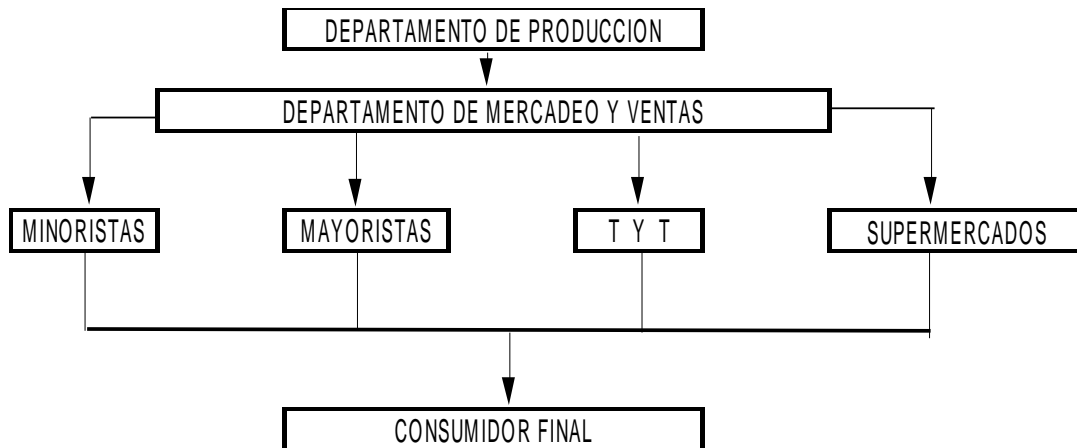 DEPARTAMENTO DE PRODUCCION
DEPARTAMENTO DE MERCADEO Y VENTAS
MINORISTAS
MAYORISTAS
T Y T
SUPERMERCADOS
CONSUMIDOR FINAL